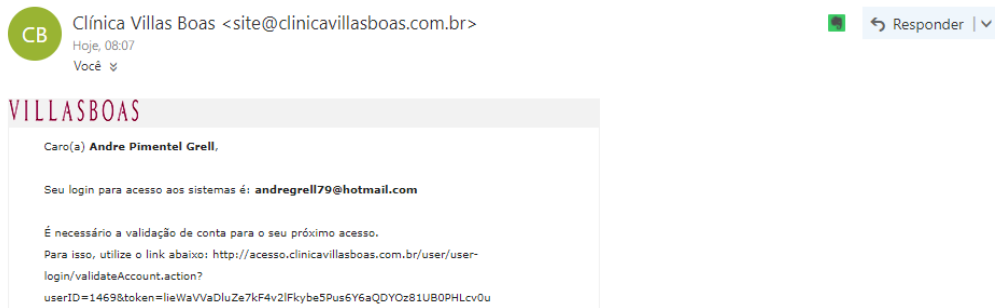 CB
Clínica Villas Boas <site@clinicavillasboas.com.br>
Hoje, 08:07
Você
Responder
VILLASBOAS
Caro(a) Andre Pimentel Grell,
Seu login para acesso aos sistemas é: andregrell79@hotmail.com
É necessário a validação de conta para o seu próximo acesso.
Para isso, utilize o link abaixo: http://acesso.clinicavillasboas.com.br/user/user-
login/validateAccount.action?
userID=1469&token=lieWaVVaDluZe7kF4v2lFkybe5Pus6Y6aQDYOz81UB0PHLcv0u